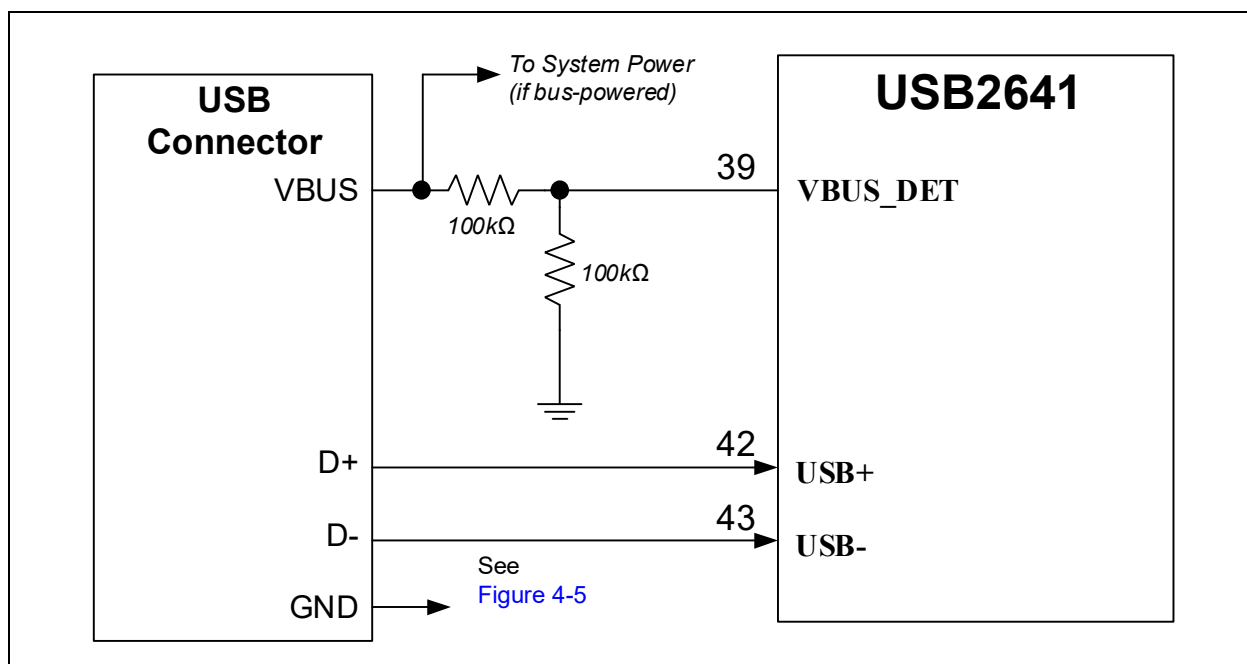 To System Power
(if bus-powered)
USB
Connector
USB2641
VBUS
39
VBUS_DET
100kΩ
100kΩ
D+
42
USB+
D-
43
USB-
See
Figure 4-5
GND